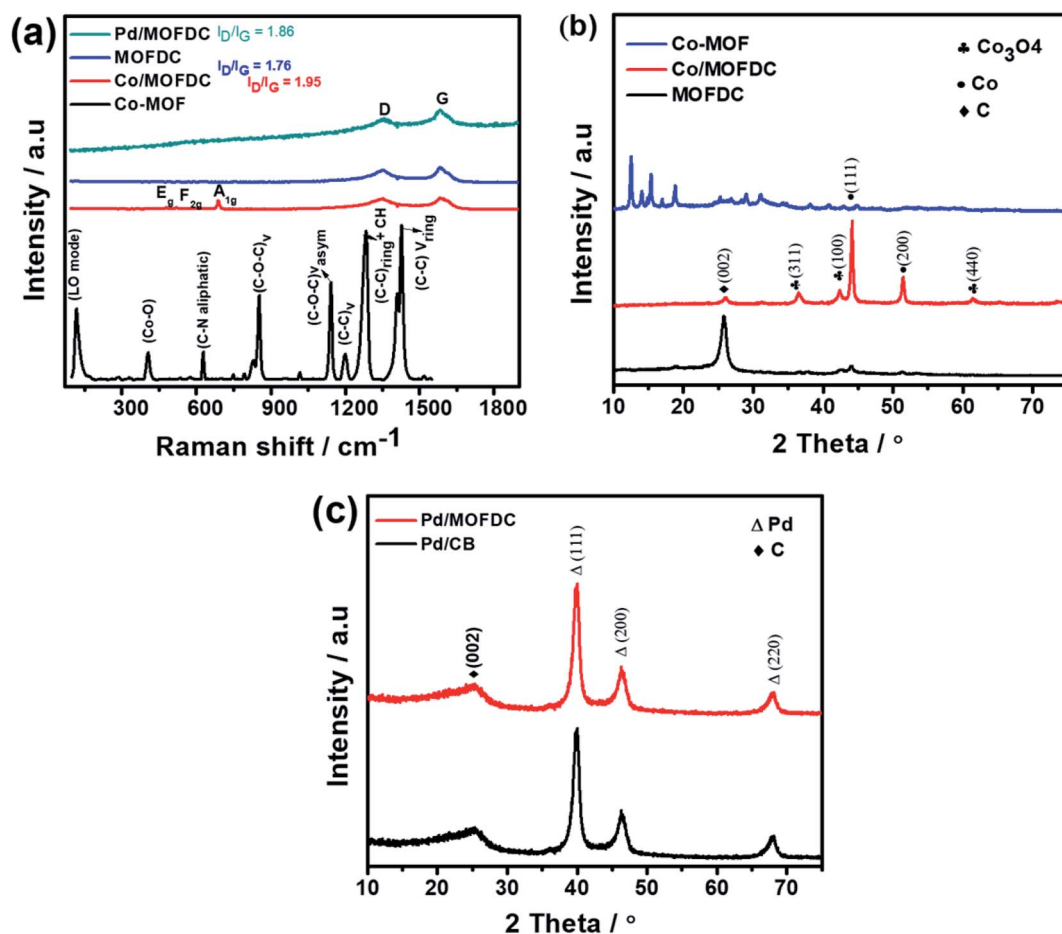 (a)
Pd/MOFDC I_D/I_G = 1.86
MOFDC I_D/I_G = 1.76
Co/MOFDC I_D/I_G = 1.95
Co-MOF
D
G
E_g
F_2g
A_1g
(LO mode)
(Co-O)
(C-N aliphatic)
(C-O-C)_v
(C-O-C)v_asym
(C-C)_v
(C-C)_ring + CH
(C-C) V_ring
Intensity / a.u
300 600 900 1200 1500 1800
Raman shift / cm⁻¹
(b)
Co-MOF
Co/MOFDC
MOFDC
♣ Co₃O4
● Co
♦ C
●(111)
♦(002)
♣(311)
♣(100)
●(200)
♣(440)
Intensity / a.u
10 20 30 40 50 60 70
2 Theta / °
(c)
Pd/MOFDC
Pd/CB
Δ Pd
♦ C
♦(002)
Δ (111)
Δ (200)
Δ (220)
Intensity / a.u
10 20 30 40 50 60 70
2 Theta / °